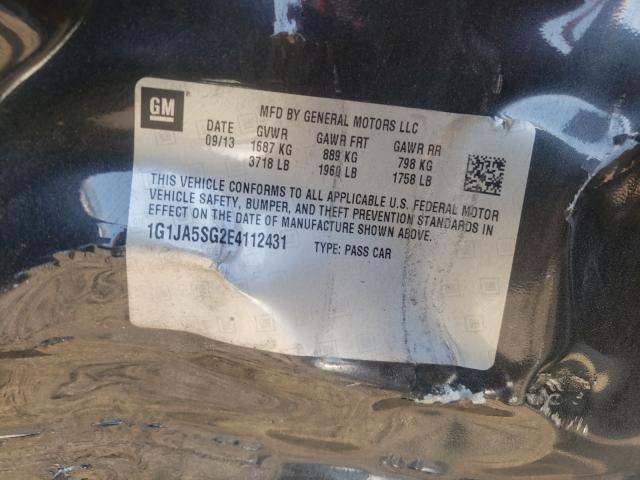 GM
MFD BY GENERAL MOTORS LLC
DATE GVWR GAWR FRT GAWR RR
09/13 1687 KG 889 KG 798 KG
3718 LB 1960 LB 1758 LB
THIS VEHICLE CONFORMS TO ALL APPLICABLE U.S. FEDERAL MOTOR
VEHICLE SAFETY, BUMPER, AND THEFT PREVENTION STANDARDS IN
EFFECT ON THE DATE OF MANUFACTURE SHOWN ABOVE.
1G1JA5SG2E4112431 TYPE: PASS CAR